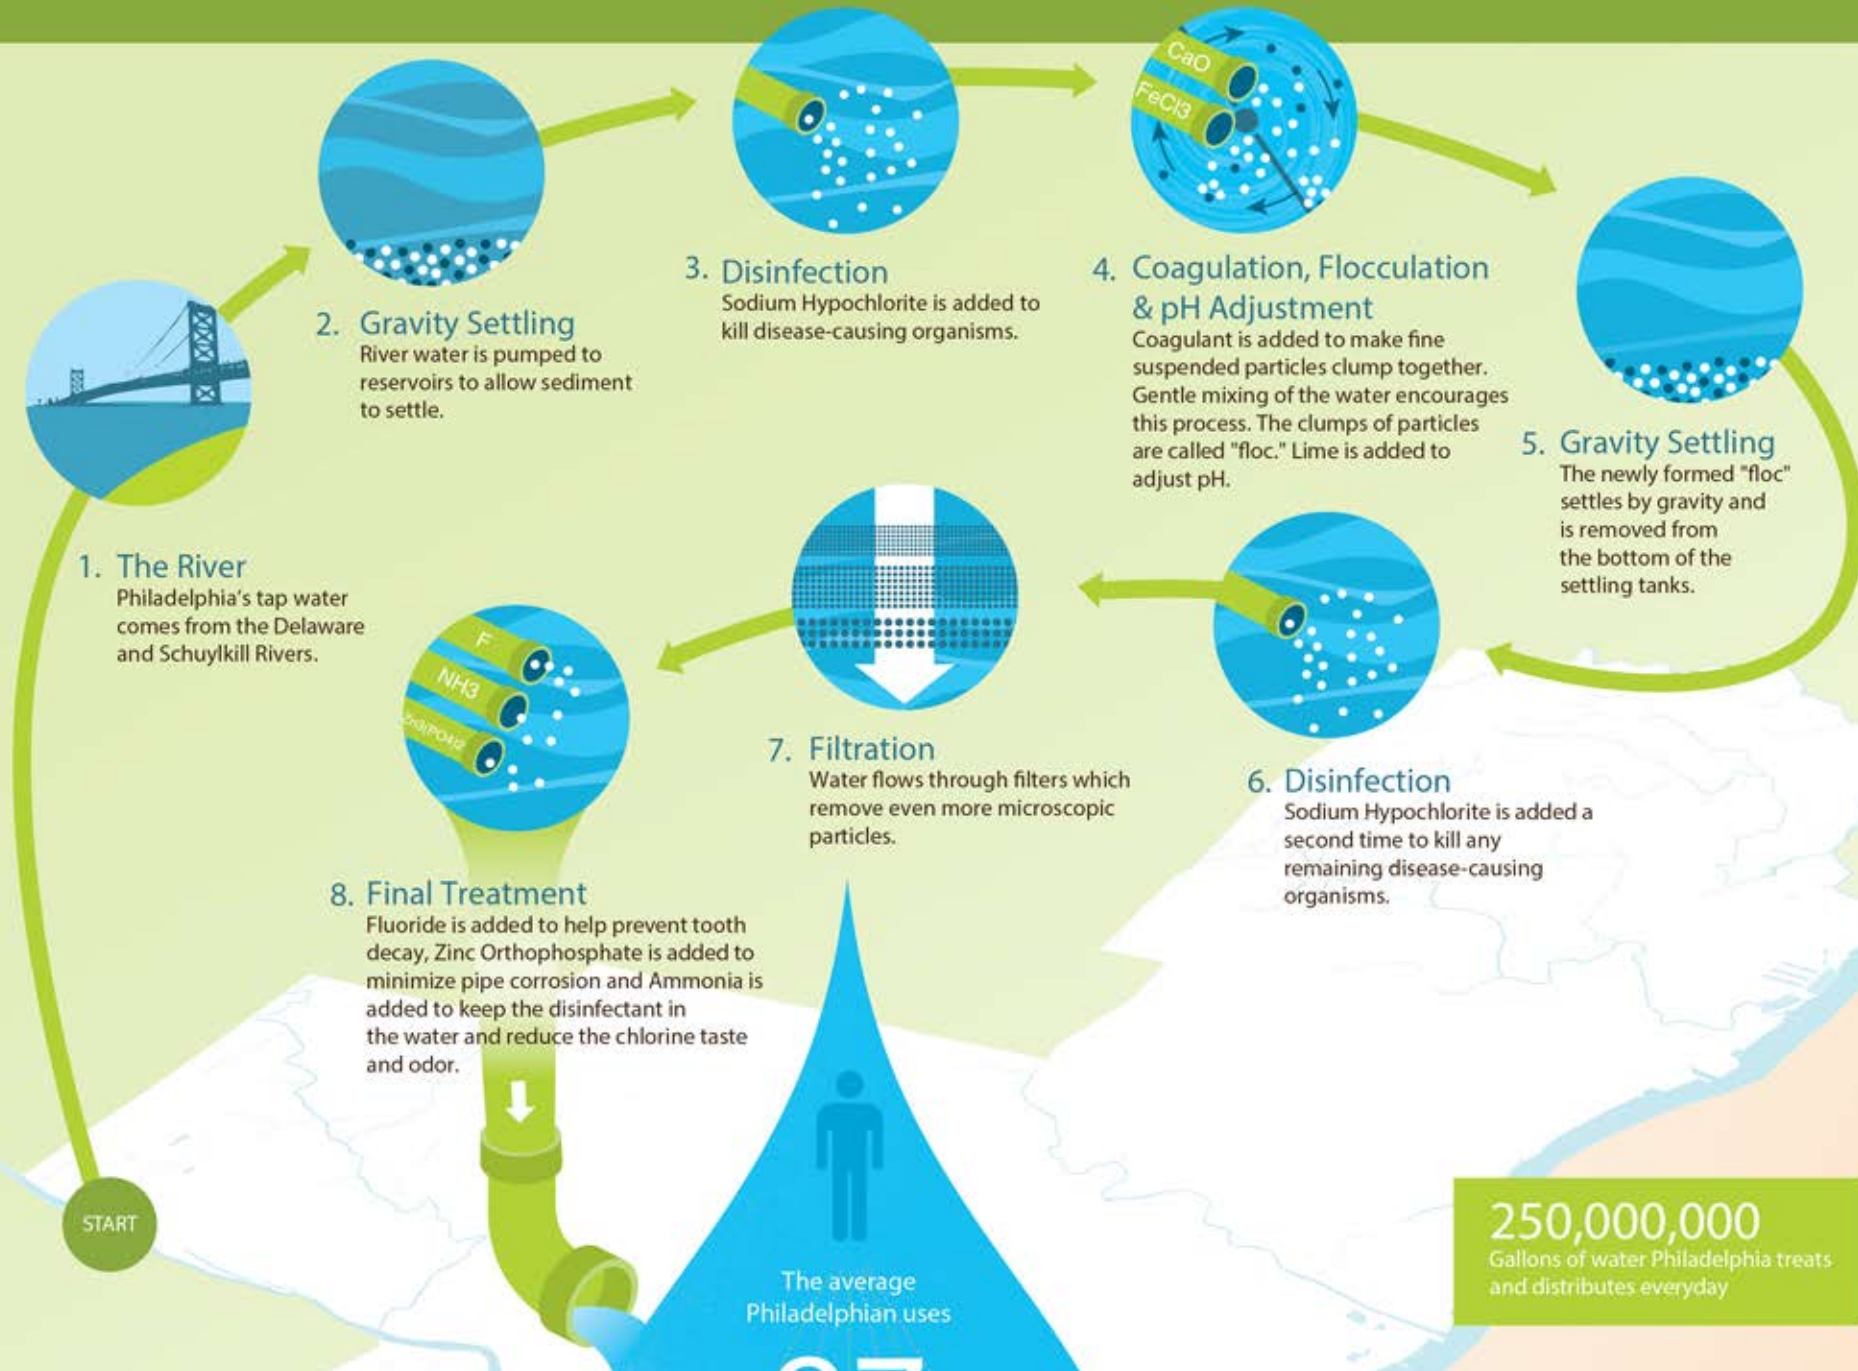 1. The River
Philadelphia's tap water
comes from the Delaware
and Schuylkill Rivers.
2. Gravity Settling
River water is pumped to
reservoirs to allow sediment
to settle.
3. Disinfection
Sodium Hypochlorite is added to
kill disease-causing organisms.
CaO
FeCl3
4. Coagulation, Flocculation
& pH Adjustment
Coagulant is added to make fine
suspended particles clump together.
Gentle mixing of the water encourages
this process. The clumps of particles
are called "floc." Lime is added to
adjust pH.
5. Gravity Settling
The newly formed "floc"
settles by gravity and
is removed from
the bottom of the
settling tanks.
6. Disinfection
Sodium Hypochlorite is added a
second time to kill any
remaining disease-causing
organisms.
7. Filtration
Water flows through filters which
remove even more microscopic
particles.
F
NH3
Zn3(PO4)2
8. Final Treatment
Fluoride is added to help prevent tooth
decay, Zinc Orthophosphate is added to
minimize pipe corrosion and Ammonia is
added to keep the disinfectant in
the water and reduce the chlorine taste
and odor.
START
The average
Philadelphian uses
250,000,000
Gallons of water Philadelphia treats
and distributes everyday